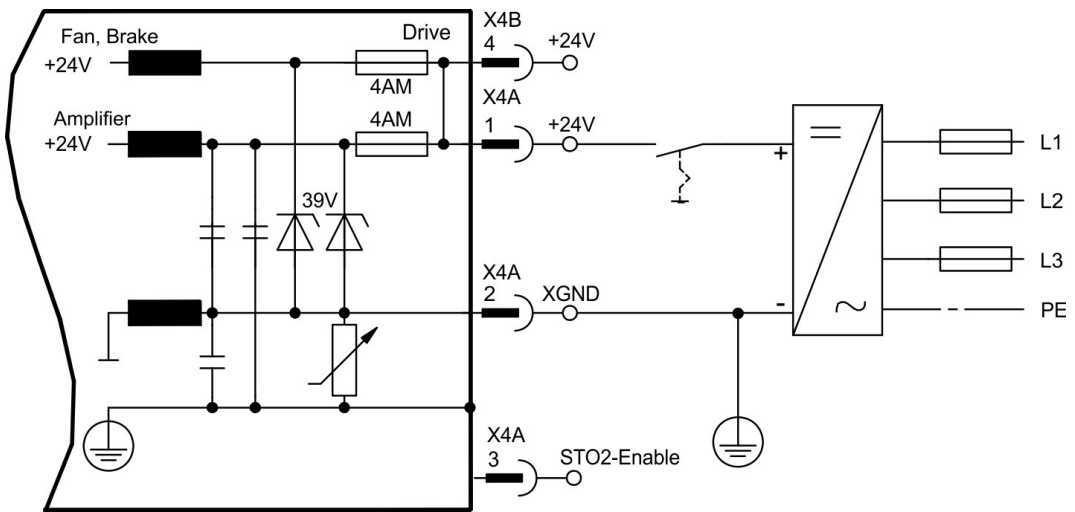 Fan, Brake
+24V
Drive
4AM
X4B
4
+24V
Amplifier
+24V
4AM
X4A
1
+24V
+
L1
L2
L3
PE
39V
X4A
2
XGND
-
X4A
3
STO2-Enable